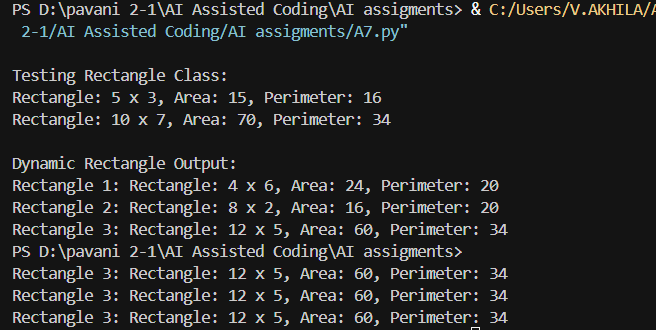 PS D:\pavani 2-1\AI Assisted Coding\AI assigments> & C:/Users/V.AKHILA/
2-1/AI Assisted Coding/AI assigments/A7.py"
Testing Rectangle Class:
Rectangle: 5 x 3, Area: 15, Perimeter: 16
Rectangle: 10 x 7, Area: 70, Perimeter: 34
Dynamic Rectangle Output:
Rectangle 1: Rectangle: 4 x 6, Area: 24, Perimeter: 20
Rectangle 2: Rectangle: 8 x 2, Area: 16, Perimeter: 20
Rectangle 3: Rectangle: 12 x 5, Area: 60, Perimeter: 34
PS D:\pavani 2-1\AI Assisted Coding\AI assigments>
Rectangle 3: Rectangle: 12 x 5, Area: 60, Perimeter: 34
Rectangle 3: Rectangle: 12 x 5, Area: 60, Perimeter: 34
Rectangle 3: Rectangle: 12 x 5, Area: 60, Perimeter: 34